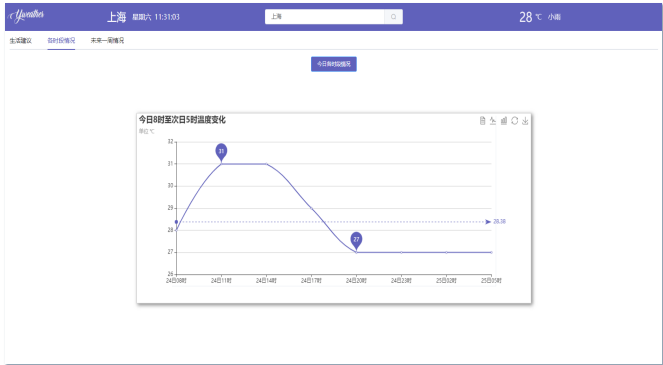 Yweather
上海 星期六 11:31:03
上海
28 ℃ 小雨
生活建议 各时段情况 未来一周情况
今日各时段情况
今日8时至次日5时温度变化
单位℃
32
31
31
30
29
28.38
28
27
27
26
24日08时 24日11时 24日14时 24日17时 24日20时 24日23时 25日02时 25日05时